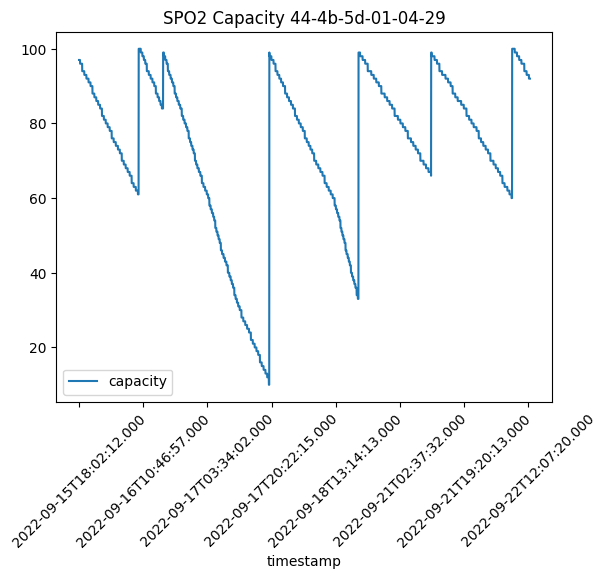 SPO2 Capacity 44-4b-5d-01-04-29
100
80
60
40
20
capacity
2022-09-15T18:02:12.000
2022-09-16T10:46:57.000
2022-09-17T03:34:02.000
2022-09-17T20:22:15.000
2022-09-18T13:14:13.000
2022-09-21T02:37:32.000
2022-09-21T19:20:13.000
2022-09-22T12:07:20.000
timestamp